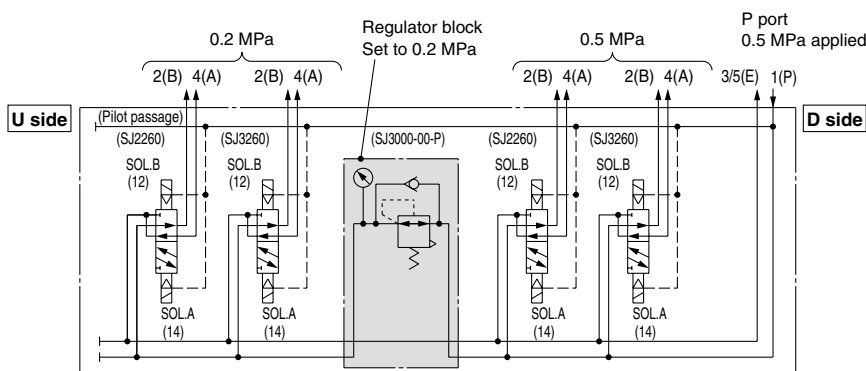 Regulator block
Set to 0.2 MPa
P port
0.5 MPa applied
0.2 MPa
0.5 MPa
2(B) 4(A)
2(B) 4(A)
2(B) 4(A)
2(B) 4(A)
3/5(E)
1(P)
U side
D side
(Pilot passage)
(SJ2260)
(SJ3260)
(SJ3000-00-P)
(SJ2260)
(SJ3260)
SOL.B
(12)
SOL.B
(12)
SOL.B
(12)
SOL.B
(12)
SOL.A
(14)
SOL.A
(14)
SOL.A
(14)
SOL.A
(14)